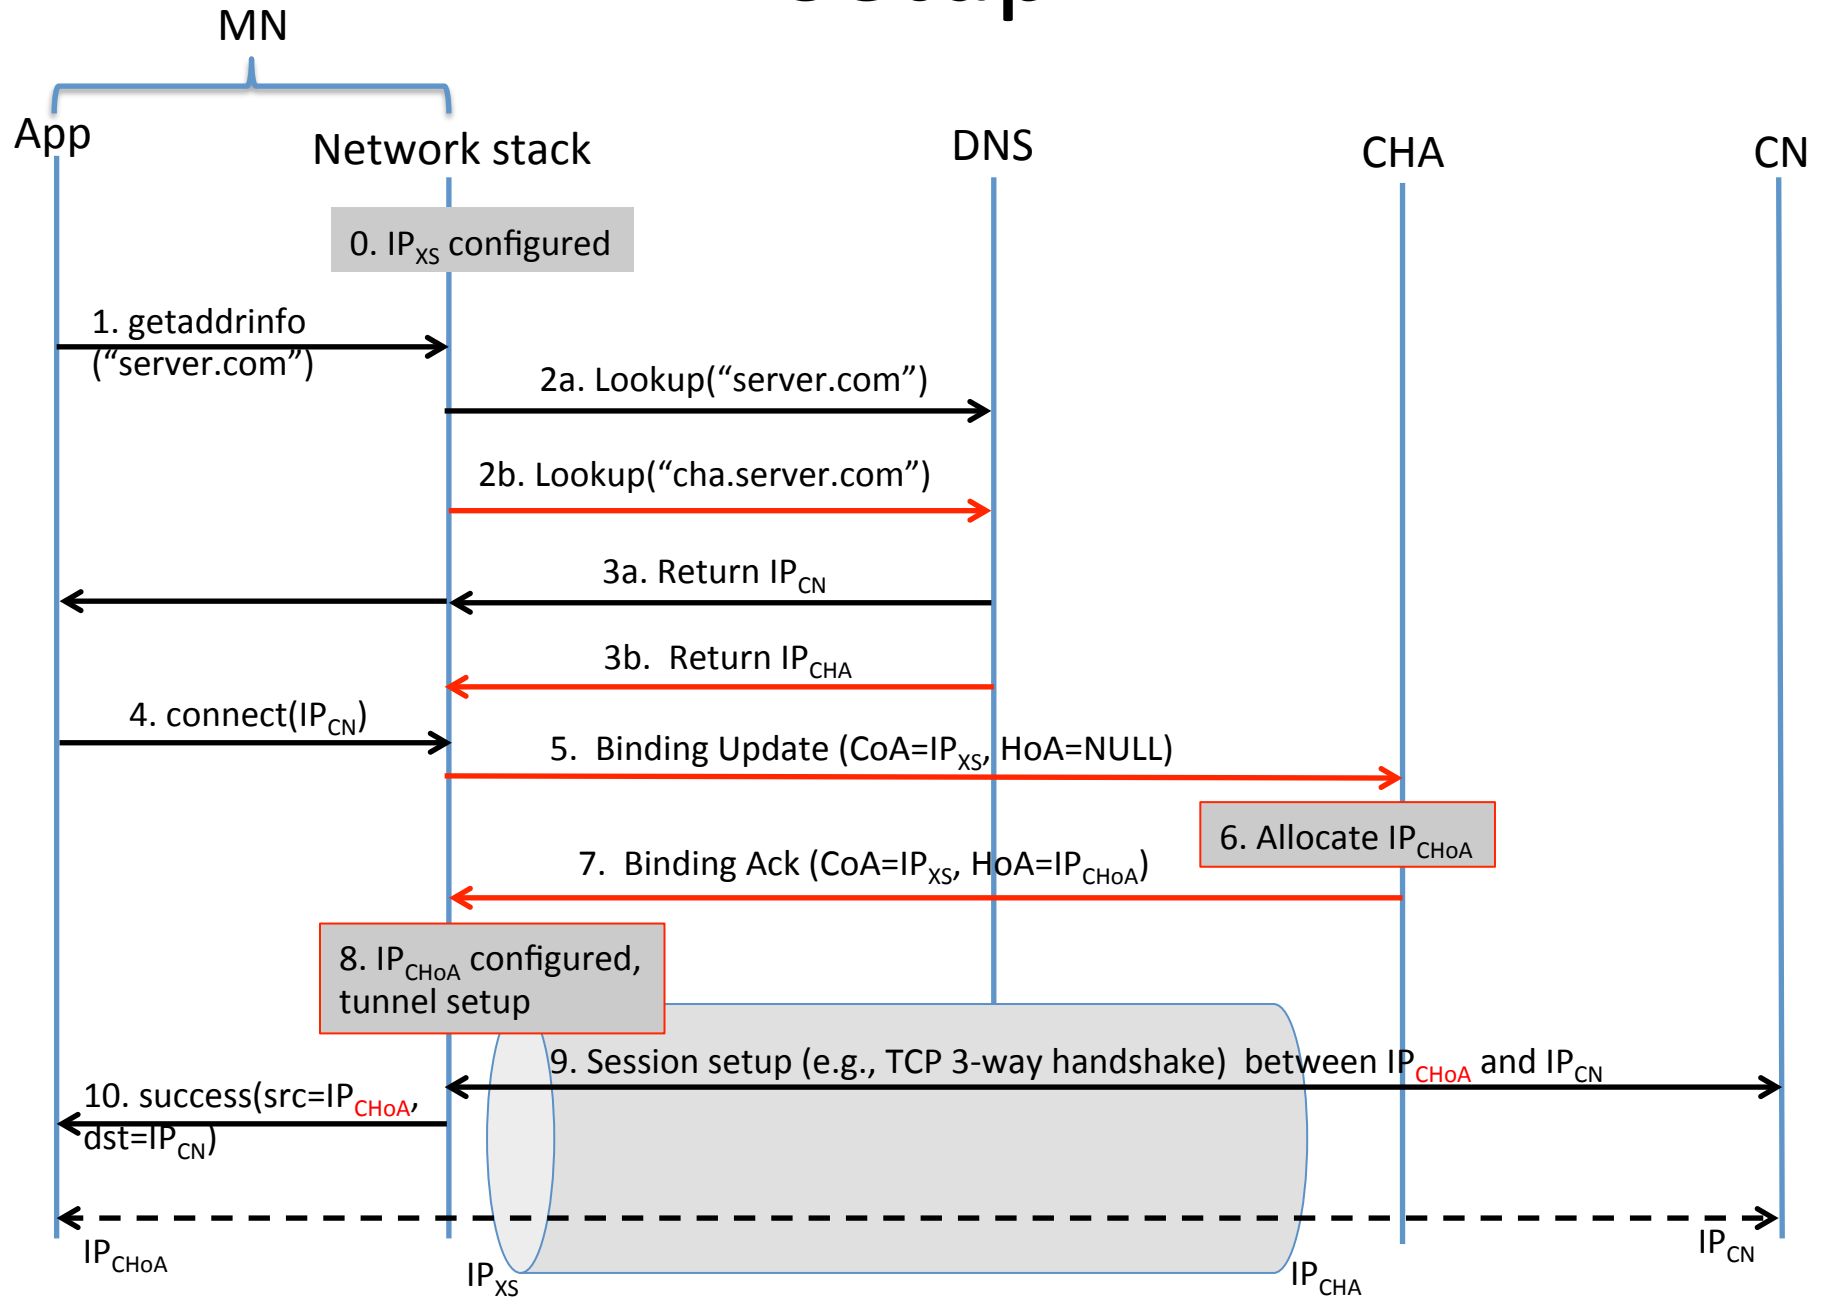 MN
App
Network stack
DNS
CHA
CN
0. IPXS configured
1. getaddrinfo
(“server.com”)
2a. Lookup(“server.com”)
2b. Lookup(“cha.server.com”)
3a. Return IPCN
3b. Return IPCHA
4. connect(IPCN)
5. Binding Update (CoA=IPXS, HoA=NULL)
6. Allocate IPCHoA
7. Binding Ack (CoA=IPXS, HoA=IPCHoA)
8. IPCHoA configured,
tunnel setup
9. Session setup (e.g., TCP 3-way handshake) between IPCHoA and IPCN
10. success(src=IPCHoA,
dst=IPCN)
IPCHoA
IPXS
IPCHA
IPCN